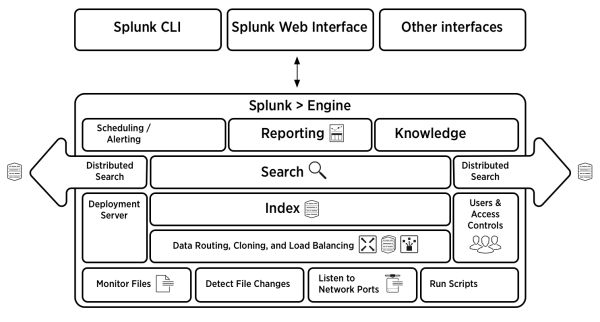 Splunk CLI
Splunk Web Interface
Other interfaces
Splunk > Engine
Scheduling /
Alerting
Reporting
Knowledge
Distributed
Search
Search
Distributed
Search
Deployment
Server
Index
Users &
Access
Controls
Data Routing, Cloning, and Load Balancing
Monitor Files
Detect File Changes
Listen to
Network Ports
Run Scripts